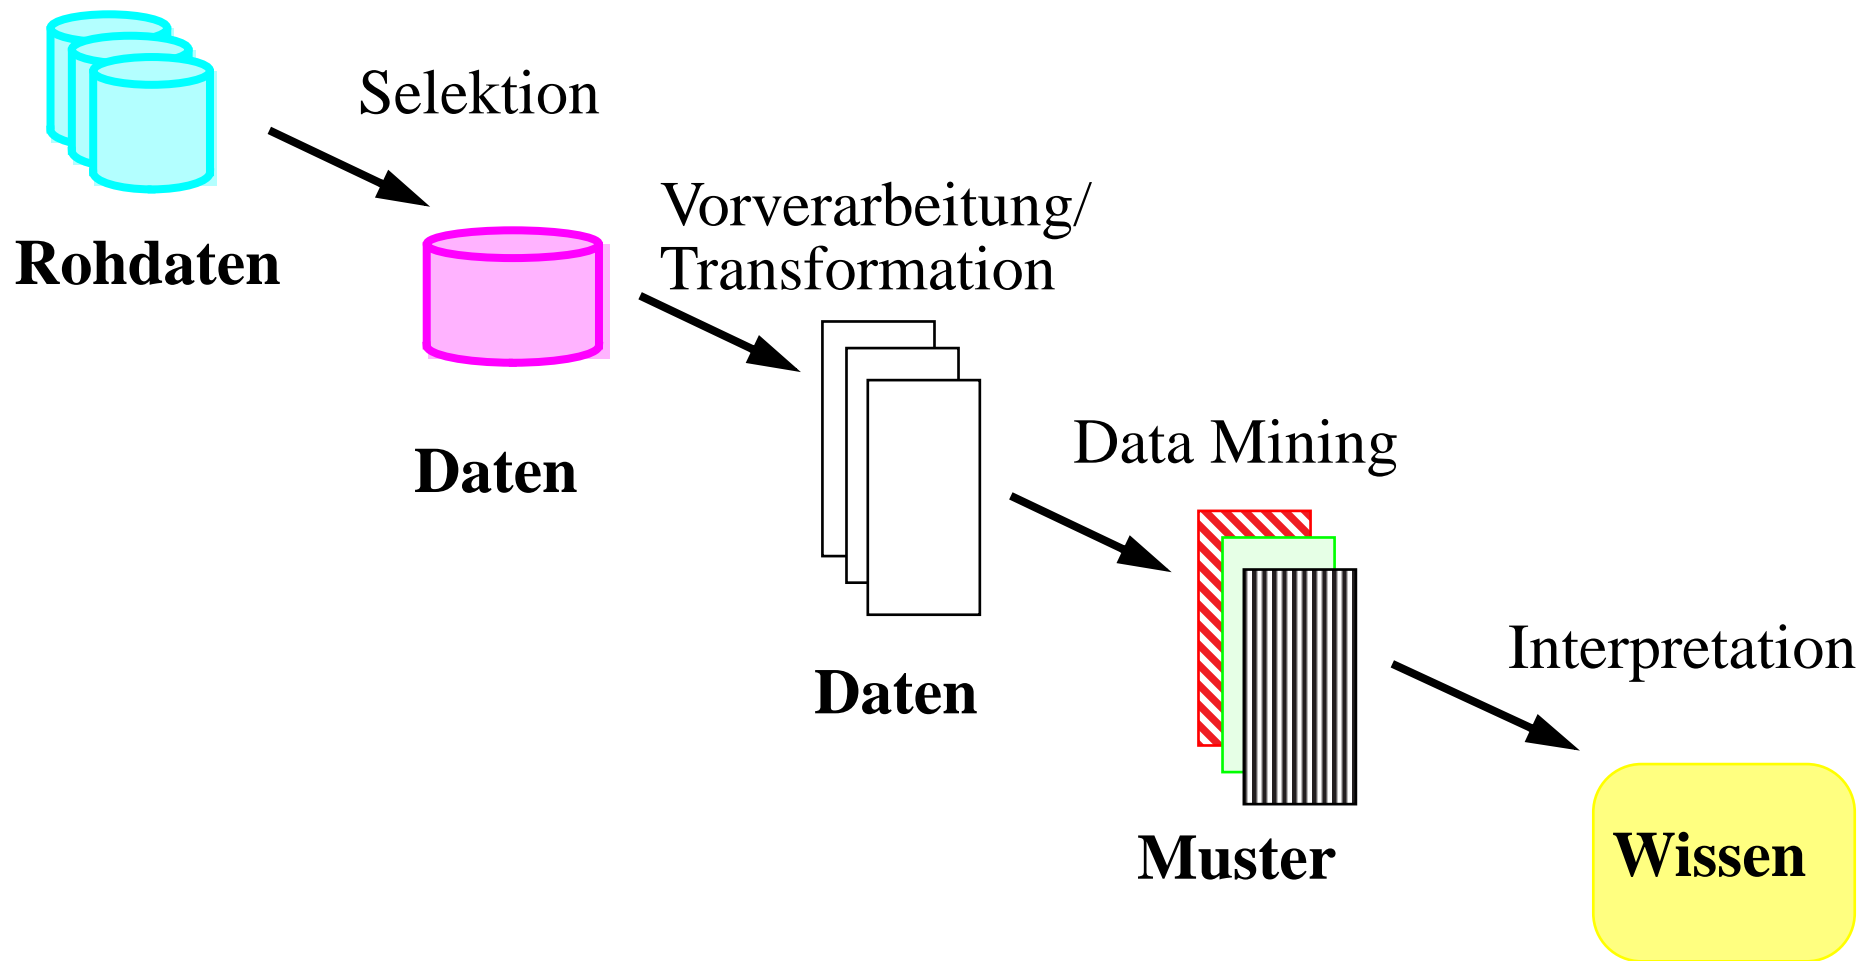 Selektion
Rohdaten
Vorverarbeitung/
Transformation
Daten
Data Mining
Daten
Interpretation
Muster
Wissen